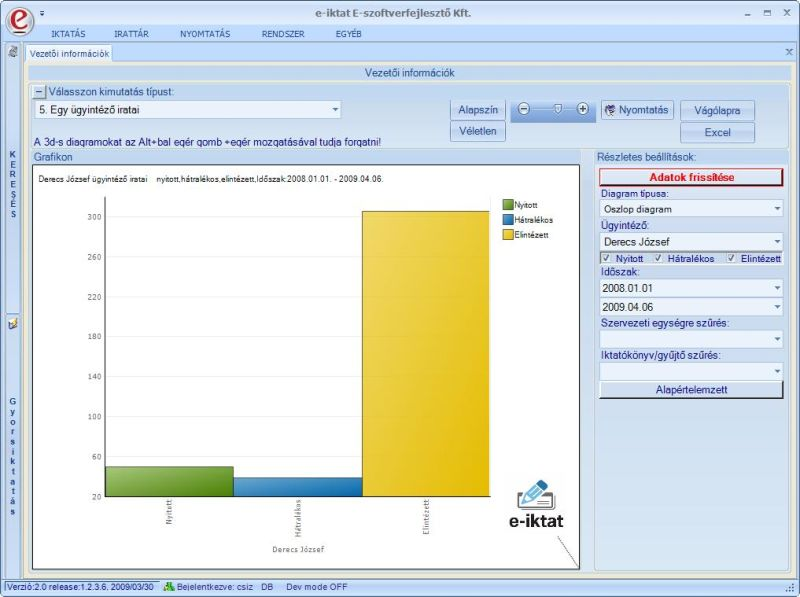 e-iktat E-szoftverfejlesztő Kft.
IKTATÁS IRATTÁR NYOMTATÁS RENDSZER EGYÉB
Vezetői információk
Vezetői információk
Válasszon kimutatás típust:
5. Egy ügyintéző iratai
Alapszín
Véletlen
Nyomtatás
Vágólapra
Excel
A 3d-s diagramokat az Alt+bal egér gomb +egér mozgatásával tudja forgatni!
KERESÉS
Gyorsiktatás
Grafikon
Derecs József ügyintéző iratai nyitott,hátralékos,elintézett,Időszak:2008.01.01. - 2009.04.06.
300
260
220
180
140
100
60
20
Nyitott
Hátralékos
Elintézett
Nyitott
Hátralékos
Elintézett
Derecs József
e-iktat
Részletes beállítások:
Adatok frissítése
Diagram típusa:
Oszlop diagram
Ügyintéző:
Derecs József
Nyitott Hátralékos Elintézett
Időszak:
2008.01.01
2009.04.06
Szervezeti egységre szűrés:
Iktatókönyv/gyűjtő szűrés:
Alapértelmezett
Verzió:2.0 release:1.2.3.6, 2009/03/30 Bejelentkezve: csiz DB Dev mode OFF